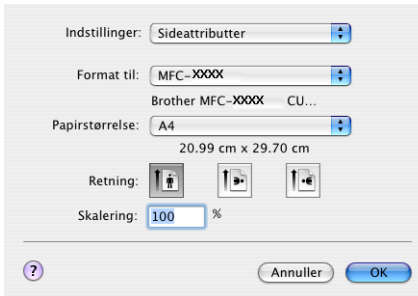 Indstillinger: Sideattributter
Format til: MFC-XXXX
Brother MFC-XXXX CU...
Papirstørrelse: A4
20.99 cm x 29.70 cm
Retning:
Skalering: 100 %
? Annuller OK